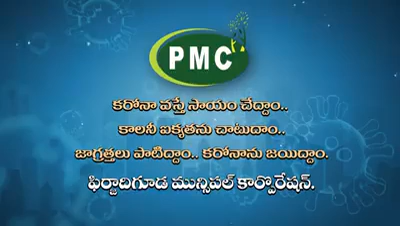 PMC
కరోనా వస్తే సాయం చేద్దాం..
కాలనీ ఐక్యతను చాటుదాం..
జాగ్రత్తలు పాటిద్దాం.. కరోనాను జయిద్దాం.
ఫిర్జాదిగూడ మున్సిపల్ కార్పొరేషన్.